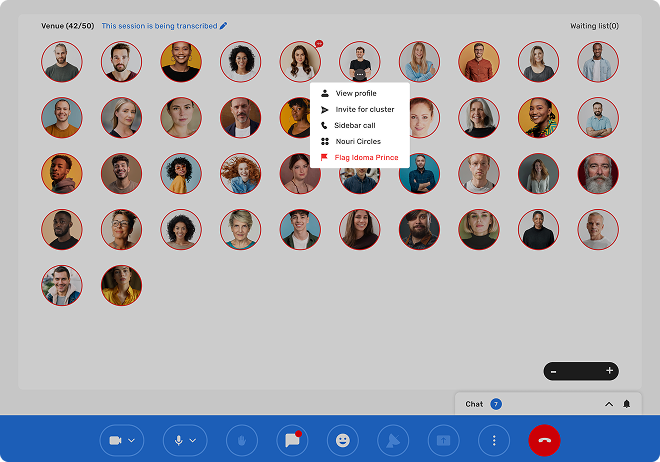 Venue (42/50) This session is being transcribed Waiting list(0)
View profile
Invite for cluster
Sidebar call
Nouri Circles
Flag Idoma Prince
- +
Chat 7